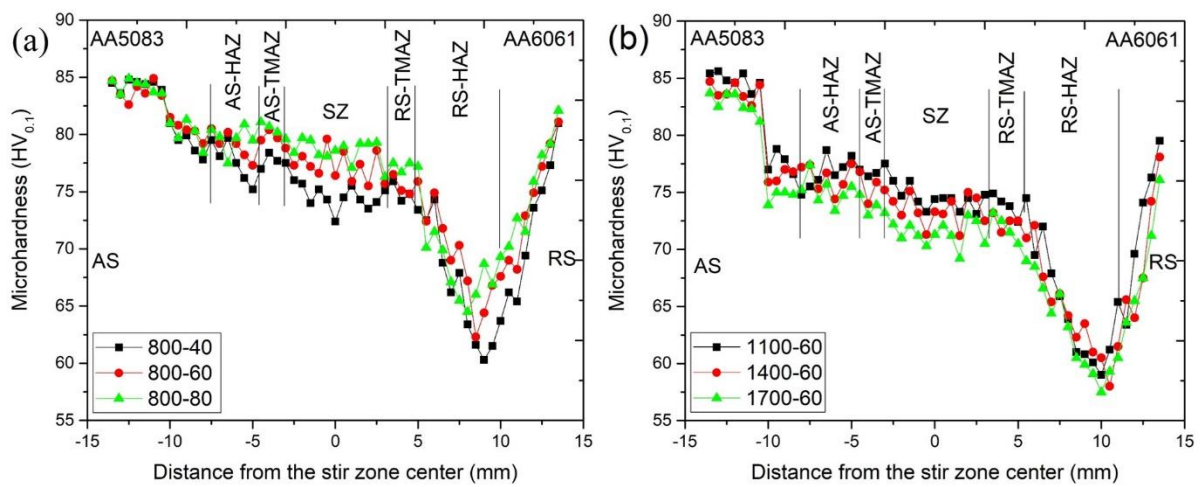 (a)
90
85
80
75
70
65
60
55
Microhardness (HV0.1)
AA5083
AA6061
AS-HAZ
AS-TMAZ
SZ
RS-TMAZ
RS-HAZ
AS
RS
800-40
800-60
800-80
-15 -10 -5 0 5 10 15
Distance from the stir zone center (mm)
(b)
90
85
80
75
70
65
60
55
Microhardness (HV0.1)
AA5083
AA6061
AS-HAZ
AS-TMAZ
SZ
RS-TMAZ
RS-HAZ
AS
RS
1100-60
1400-60
1700-60
-15 -10 -5 0 5 10 15
Distance from the stir zone center (mm)